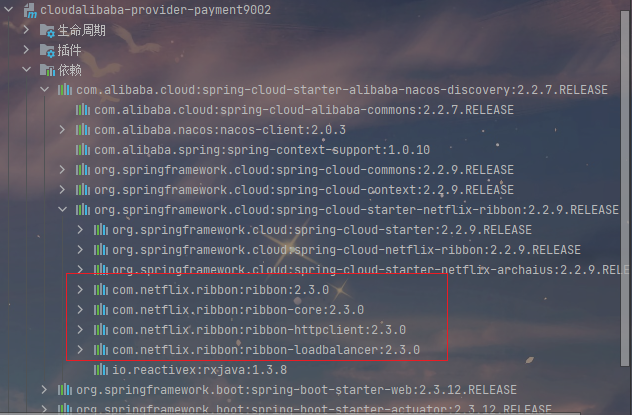 cloudalibaba-provider-payment9002
生命周期
插件
依赖
com.alibaba.cloud:spring-cloud-starter-alibaba-nacos-discovery:2.2.7.RELEASE
com.alibaba.cloud:spring-cloud-alibaba-commons:2.2.7.RELEASE
com.alibaba.nacos:nacos-client:2.0.3
com.alibaba.spring:spring-context-support:1.0.10
org.springframework.cloud:spring-cloud-commons:2.2.9.RELEASE
org.springframework.cloud:spring-cloud-context:2.2.9.RELEASE
org.springframework.cloud:spring-cloud-starter-netflix-ribbon:2.2.9.RELEASE
org.springframework.cloud:spring-cloud-starter:2.2.9.RELEASE
org.springframework.cloud:spring-cloud-netflix-ribbon:2.2.9.RELEASE
org.springframework.cloud:spring-cloud-starter-netflix-archaius:2.2.9.RELE
com.netflix.ribbon:ribbon:2.3.0
com.netflix.ribbon:ribbon-core:2.3.0
com.netflix.ribbon:ribbon-httpclient:2.3.0
com.netflix.ribbon:ribbon-loadbalancer:2.3.0
io.reactivex:rxjava:1.3.8
org.springframework.boot:spring-boot-starter-web:2.3.12.RELEASE
org.springframework.boot:spring-boot-starter-actuator:2.3.12.RELEASE